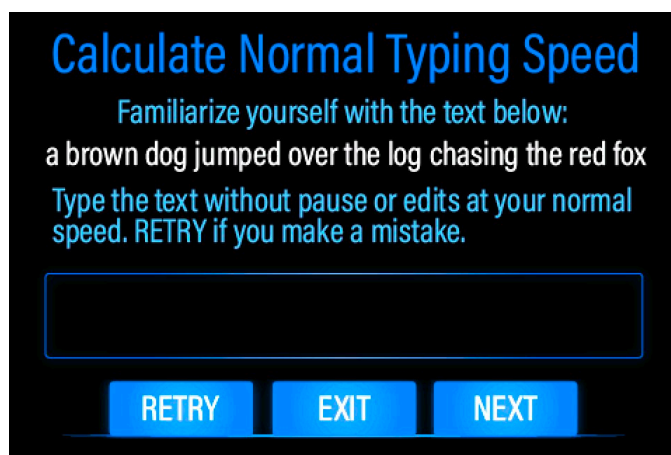 Calculate Normal Typing Speed
Familiarize yourself with the text below:
a brown dog jumped over the log chasing the red fox
Type the text without pause or edits at your normal
speed. RETRY if you make a mistake.
RETRY EXIT NEXT